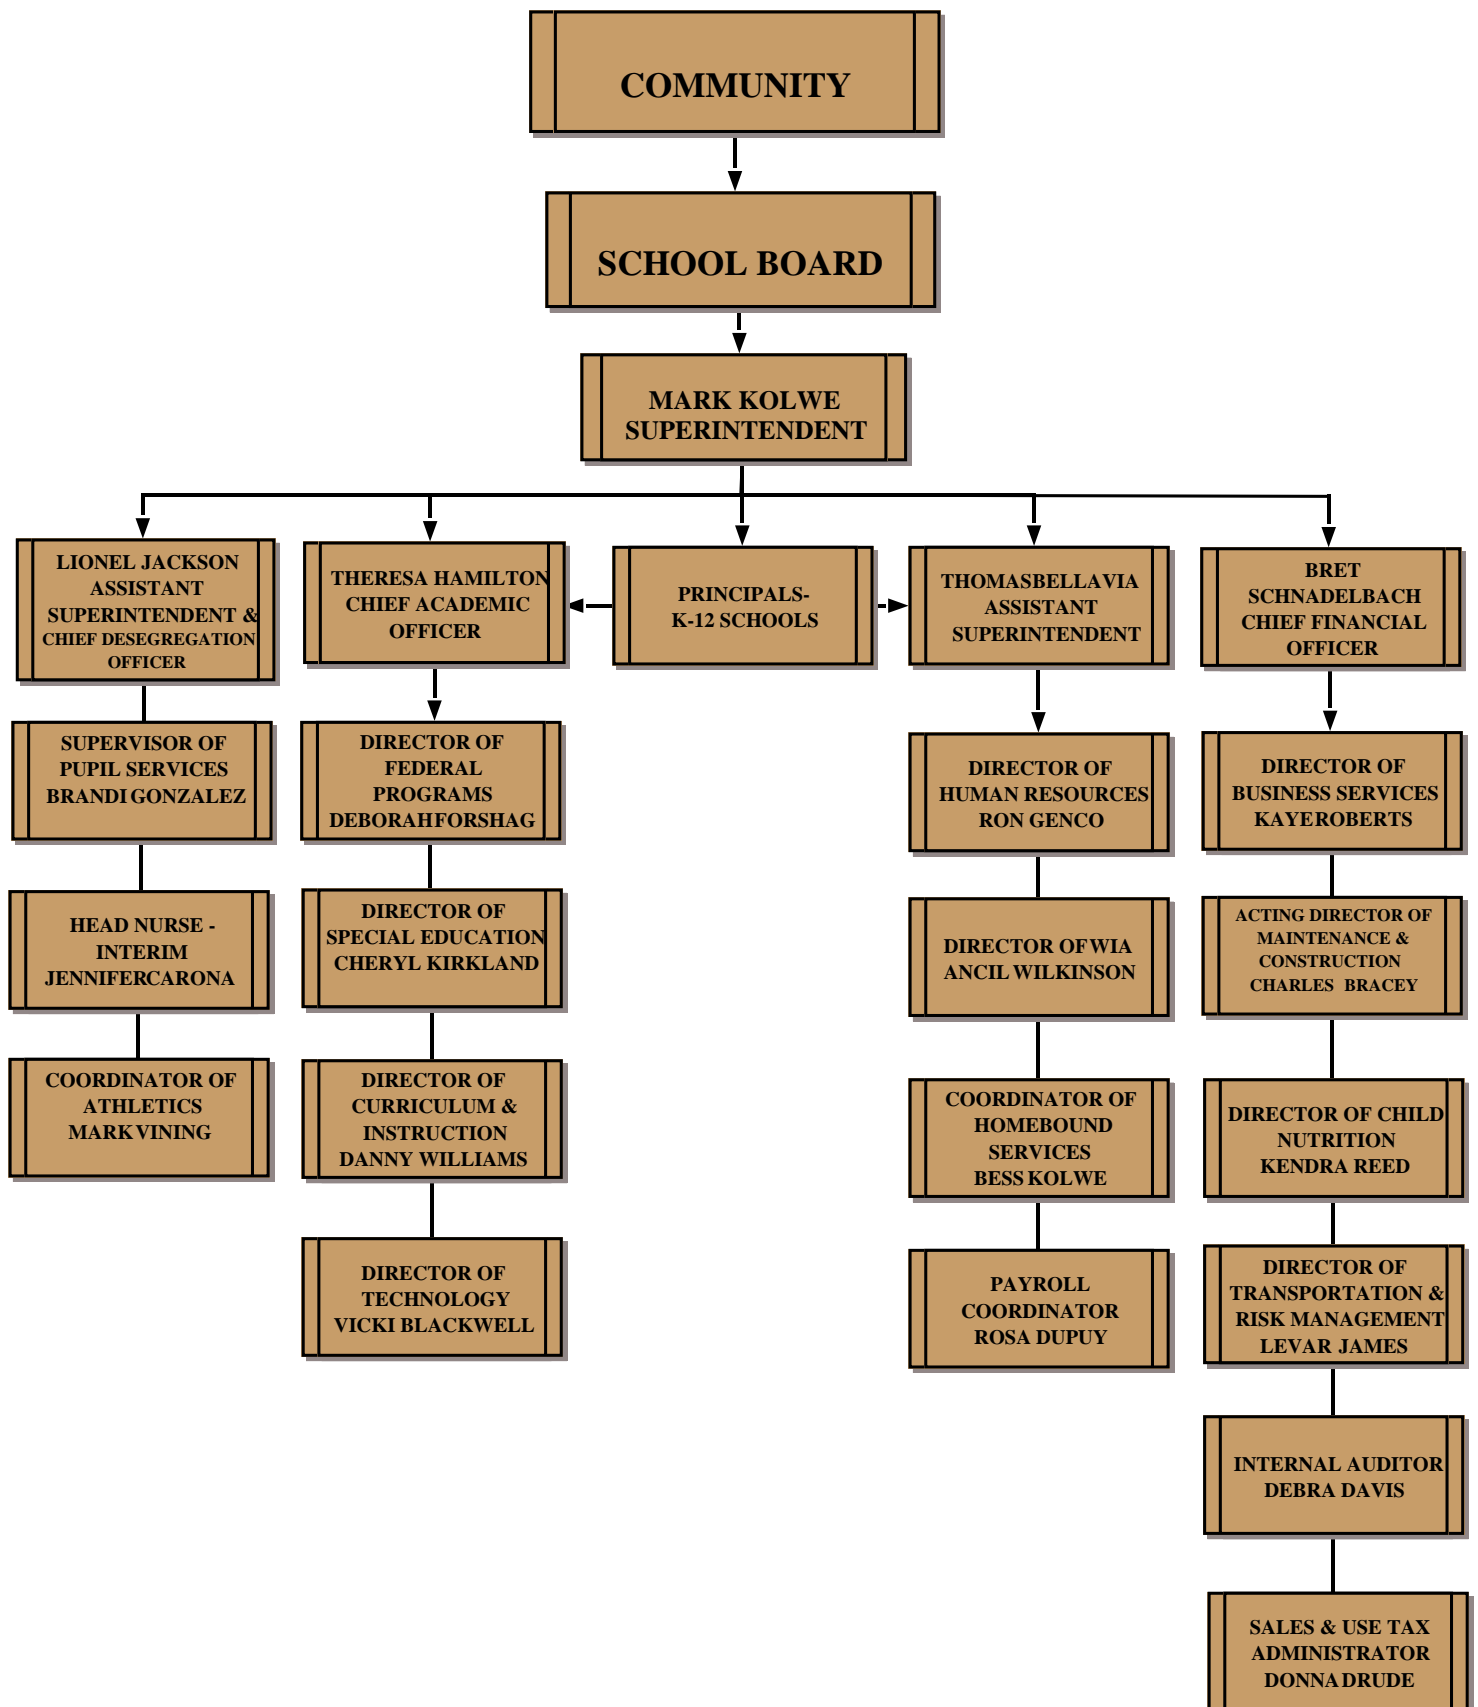 COMMUNITY
SCHOOL BOARD
MARK KOLWE
SUPERINTENDENT
LIONEL JACKSON
ASSISTANT
SUPERINTENDENT &
CHIEF DESEGREGATION
OFFICER
THERESA HAMILTON
CHIEF ACADEMIC
OFFICER
PRINCIPALS-
K-12 SCHOOLS
THOMASBELLAVIA
ASSISTANT
SUPERINTENDENT
BRET
SCHNADELBACH
CHIEF FINANCIAL
OFFICER
SUPERVISOR OF
PUPIL SERVICES
BRANDI GONZALEZ
DIRECTOR OF
FEDERAL
PROGRAMS
DEBORAHFORSHAG
DIRECTOR OF
HUMAN RESOURCES
RON GENCO
DIRECTOR OF
BUSINESS SERVICES
KAYEROBERTS
HEAD NURSE -
INTERIM
JENNIFERCARONA
DIRECTOR OF
SPECIAL EDUCATION
CHERYL KIRKLAND
DIRECTOR OFWIA
ANCIL WILKINSON
ACTING DIRECTOR OF
MAINTENANCE &
CONSTRUCTION
CHARLES BRACEY
COORDINATOR OF
ATHLETICS
MARKVINING
DIRECTOR OF
CURRICULUM &
INSTRUCTION
DANNY WILLIAMS
COORDINATOR OF
HOMEBOUND
SERVICES
BESS KOLWE
DIRECTOR OF CHILD
NUTRITION
KENDRA REED
DIRECTOR OF
TECHNOLOGY
VICKI BLACKWELL
PAYROLL
COORDINATOR
ROSA DUPUY
DIRECTOR OF
TRANSPORTATION &
RISK MANAGEMENT
LEVAR JAMES
INTERNAL AUDITOR
DEBRA DAVIS
SALES & USE TAX
ADMINISTRATOR
DONNADRUDE